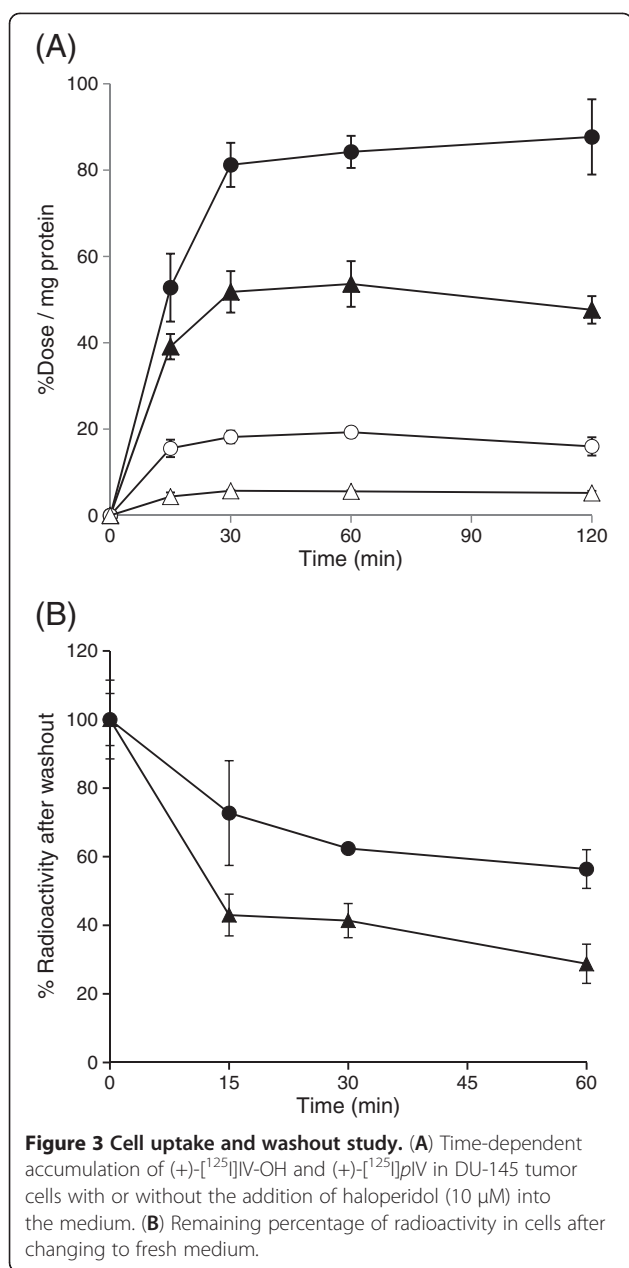 (A)
100
80
60
40
20
0
%Dose / mg protein
0 30 60 90 120
Time (min)
(B)
120
100
80
60
40
20
0
% Radioactivity after washout
0 15 30 45 60
Time (min)
Figure 3 Cell uptake and washout study. (A) Time-dependent
accumulation of (+)-[¹²⁵I]IV-OH and (+)-[¹²⁵I]pIV in DU-145 tumor
cells with or without the addition of haloperidol (10 μM) into
the medium. (B) Remaining percentage of radioactivity in cells after
changing to fresh medium.